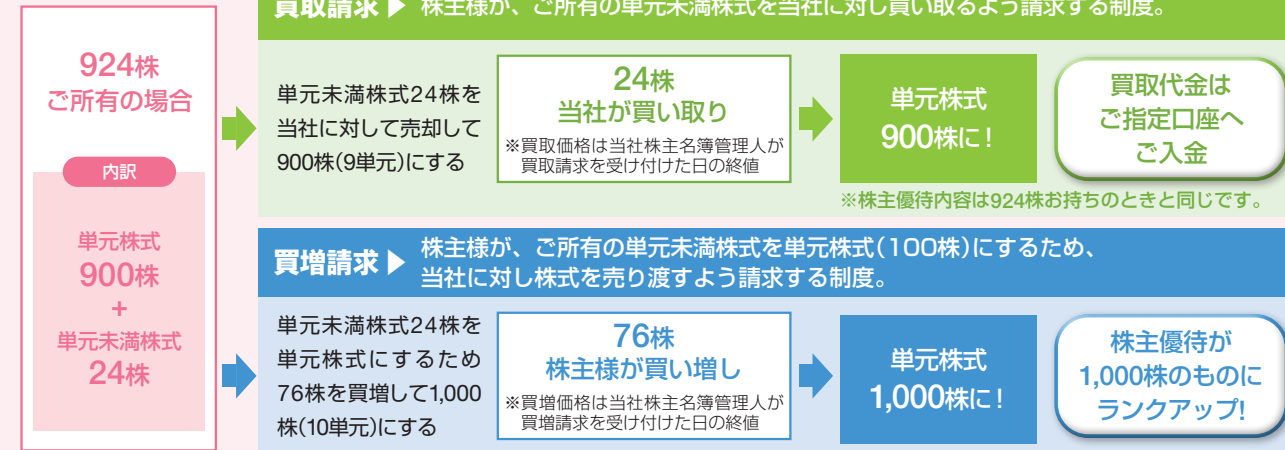 924株
ご所有の場合
内訳
単元株式
900株
+
単元未満株式
24株
買取請求▶ 株主様が、ご所有の単元未満株式を当社に対し買い取るよう請求する制度。
単元未満株式24株を
当社に対して売却して
900株(9単元)にする
24株
当社が買い取り
※買取価格は当社株主名簿管理人が
買取請求を受け付けた日の終値
単元株式
900株に!
買取代金は
ご指定口座へ
ご入金
※株主優待内容は924株お持ちのときと同じです。
買増請求▶ 株主様が、ご所有の単元未満株式を単元株式(100株)にするため、
当社に対し株式を売り渡すよう請求する制度。
単元未満株式24株を
単元株式にするため
76株を買増して1,000
株(10単元)にする
76株
株主様が買い増し
※買増価格は当社株主名簿管理人が
買増請求を受け付けた日の終値
単元株式
1,000株に!
株主優待が
1,000株のものに
ランクアップ!